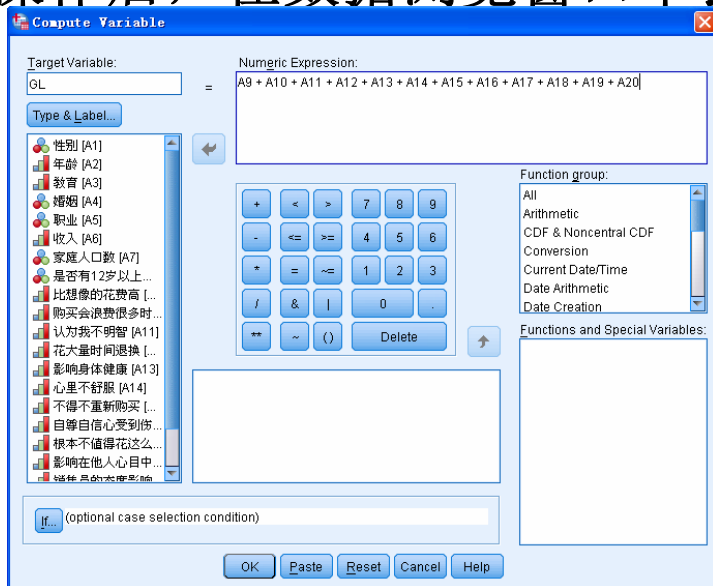 Compute Variable
Target Variable:
GL
=
Numeric Expression:
A9 + A10 + A11 + A12 + A13 + A14 + A15 + A16 + A17 + A18 + A19 + A20
Type & Label...
性别 [A1]
年龄 [A2]
教育 [A3]
婚姻 [A4]
职业 [A5]
收入 [A6]
家庭人口数 [A7]
是否有12岁以上...
比想像的花费高 [...
购买会浪费很多时...
认为我不明智 [A11]
花大量时间退换 [...
影响身体健康 [A13]
心里不舒服 [A14]
不得不重新购买 [...
自尊自信心受到伤...
根本不值得花这么...
影响在他人心目中...
销售员的态度影响
+ < > 7 8 9
- <= >= 4 5 6
* = ~= 1 2 3
/ & | 0 .
** ~ () Delete
Function group:
All
Arithmetic
CDF & Noncentral CDF
Conversion
Current Date/Time
Date Arithmetic
Date Creation
Functions and Special Variables:
If... (optional case selection condition)
OK Paste Reset Cancel Help